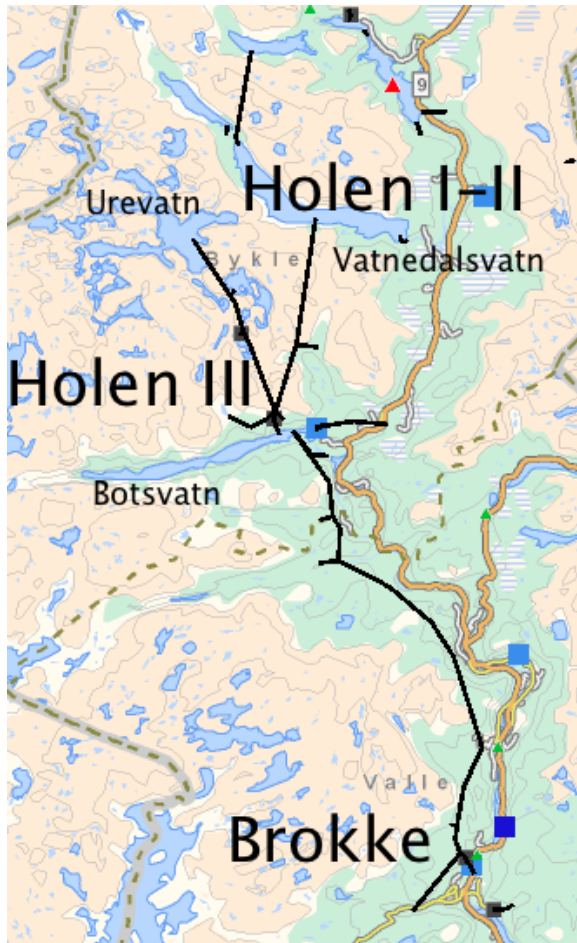 9
Holen I-II
Urevatn
Bykle
Vatnedalsvatn
Holen III
Botsvatn
Valle
Brokke